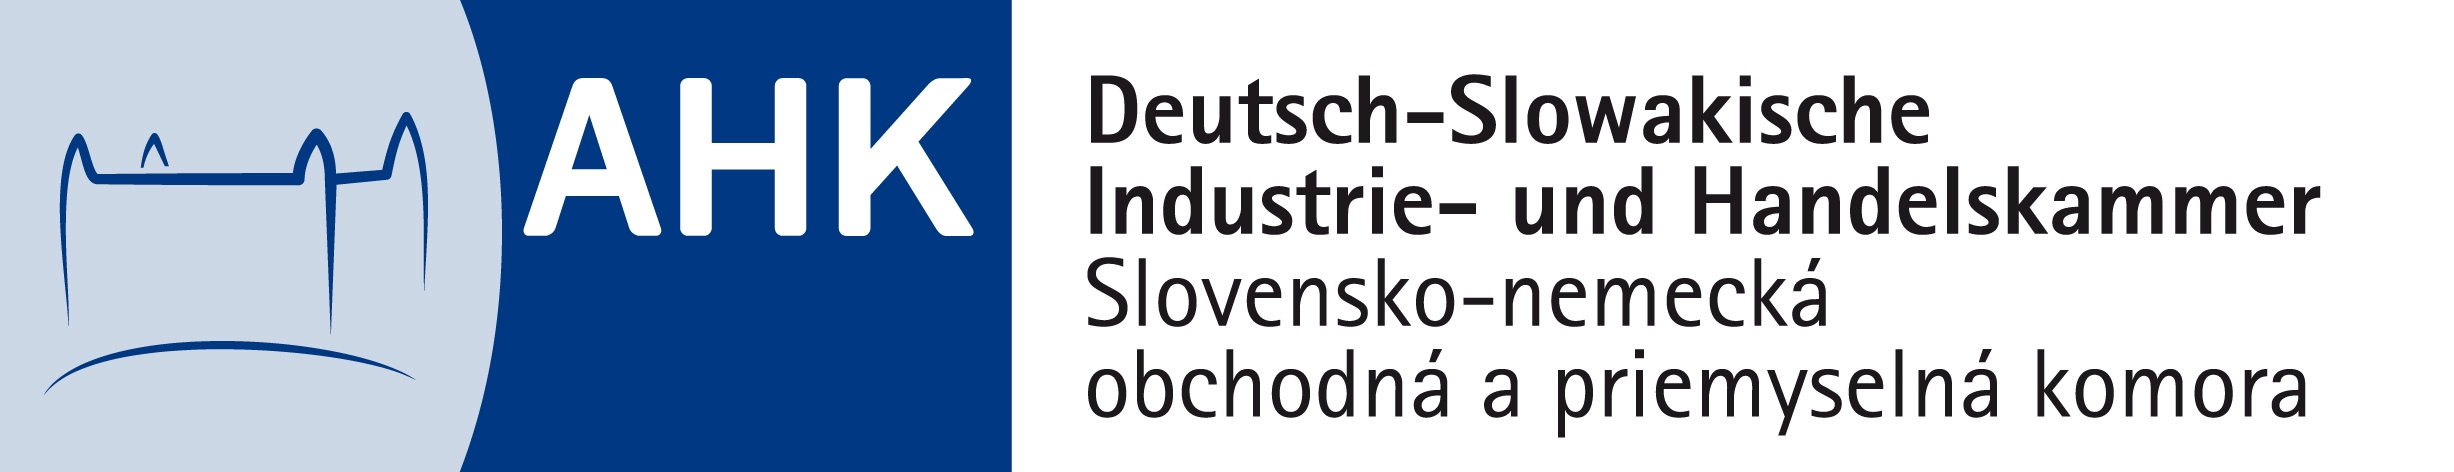 AHK
Deutsch-Slowakische
Industrie- und Handelskammer
Slovensko-nemecká
obchodná a priemyselná komora